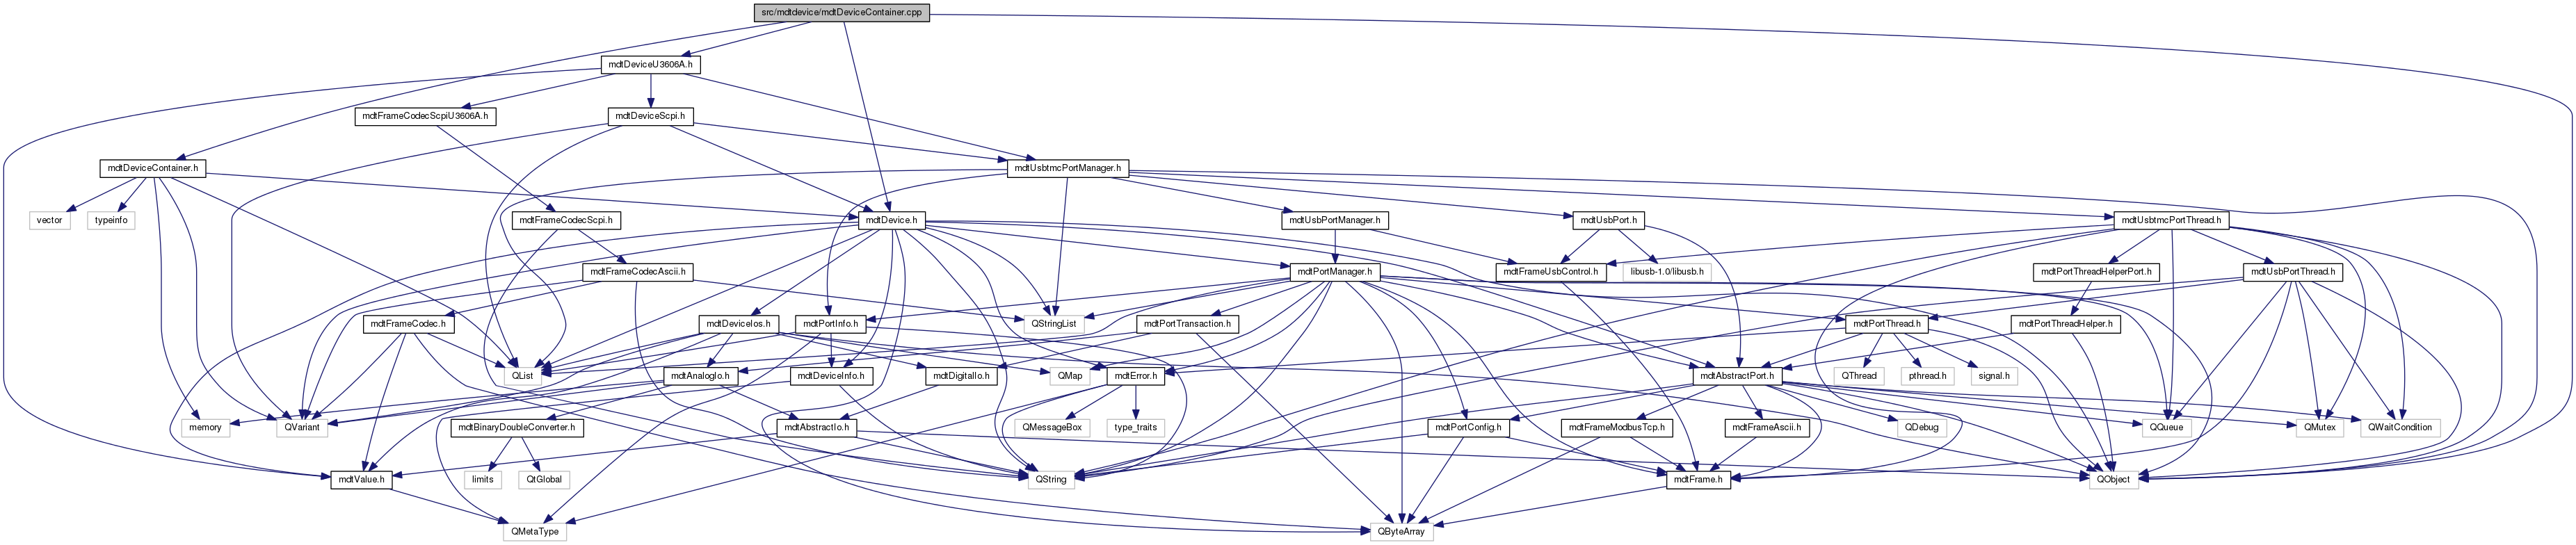 src/mdtdevice/mdtDeviceContainer.cpp
mdtDeviceU3606A.h
mdtFrameCodecScpiU3606A.h
mdtDeviceScpi.h
mdtDeviceContainer.h
mdtUsbtmcPortManager.h
vector
typeinfo
mdtFrameCodecScpi.h
mdtDevice.h
mdtUsbPortManager.h
mdtUsbPort.h
mdtUsbtmcPortThread.h
mdtFrameCodecAscii.h
mdtPortManager.h
mdtFrameUsbControl.h
libusb-1.0/libusb.h
mdtPortThreadHelperPort.h
mdtUsbPortThread.h
mdtFrameCodec.h
mdtDeviceIos.h
mdtPortInfo.h
QStringList
mdtPortTransaction.h
mdtPortThread.h
mdtPortThreadHelper.h
QList
mdtAnalogIo.h
mdtDeviceInfo.h
mdtDigitalIo.h
QMap
mdtError.h
mdtAbstractPort.h
QThread
pthread.h
signal.h
memory
QVariant
mdtBinaryDoubleConverter.h
mdtAbstractIo.h
QMessageBox
type_traits
mdtPortConfig.h
mdtFrameModbusTcp.h
mdtFrameAscii.h
QDebug
QQueue
QMutex
QWaitCondition
mdtValue.h
limits
QtGlobal
QString
mdtFrame.h
QObject
QMetaType
QByteArray